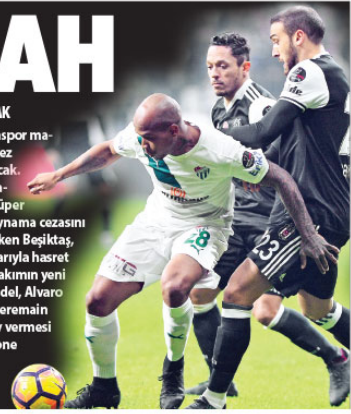 AH
AK
aspor ma-
ez
cak.
a-
üper
ynama cezasını
ken Beşiktaş,
arıyla hasret
akımın yeni
del, Alvaro
eremain
v vermesi
one
28
23